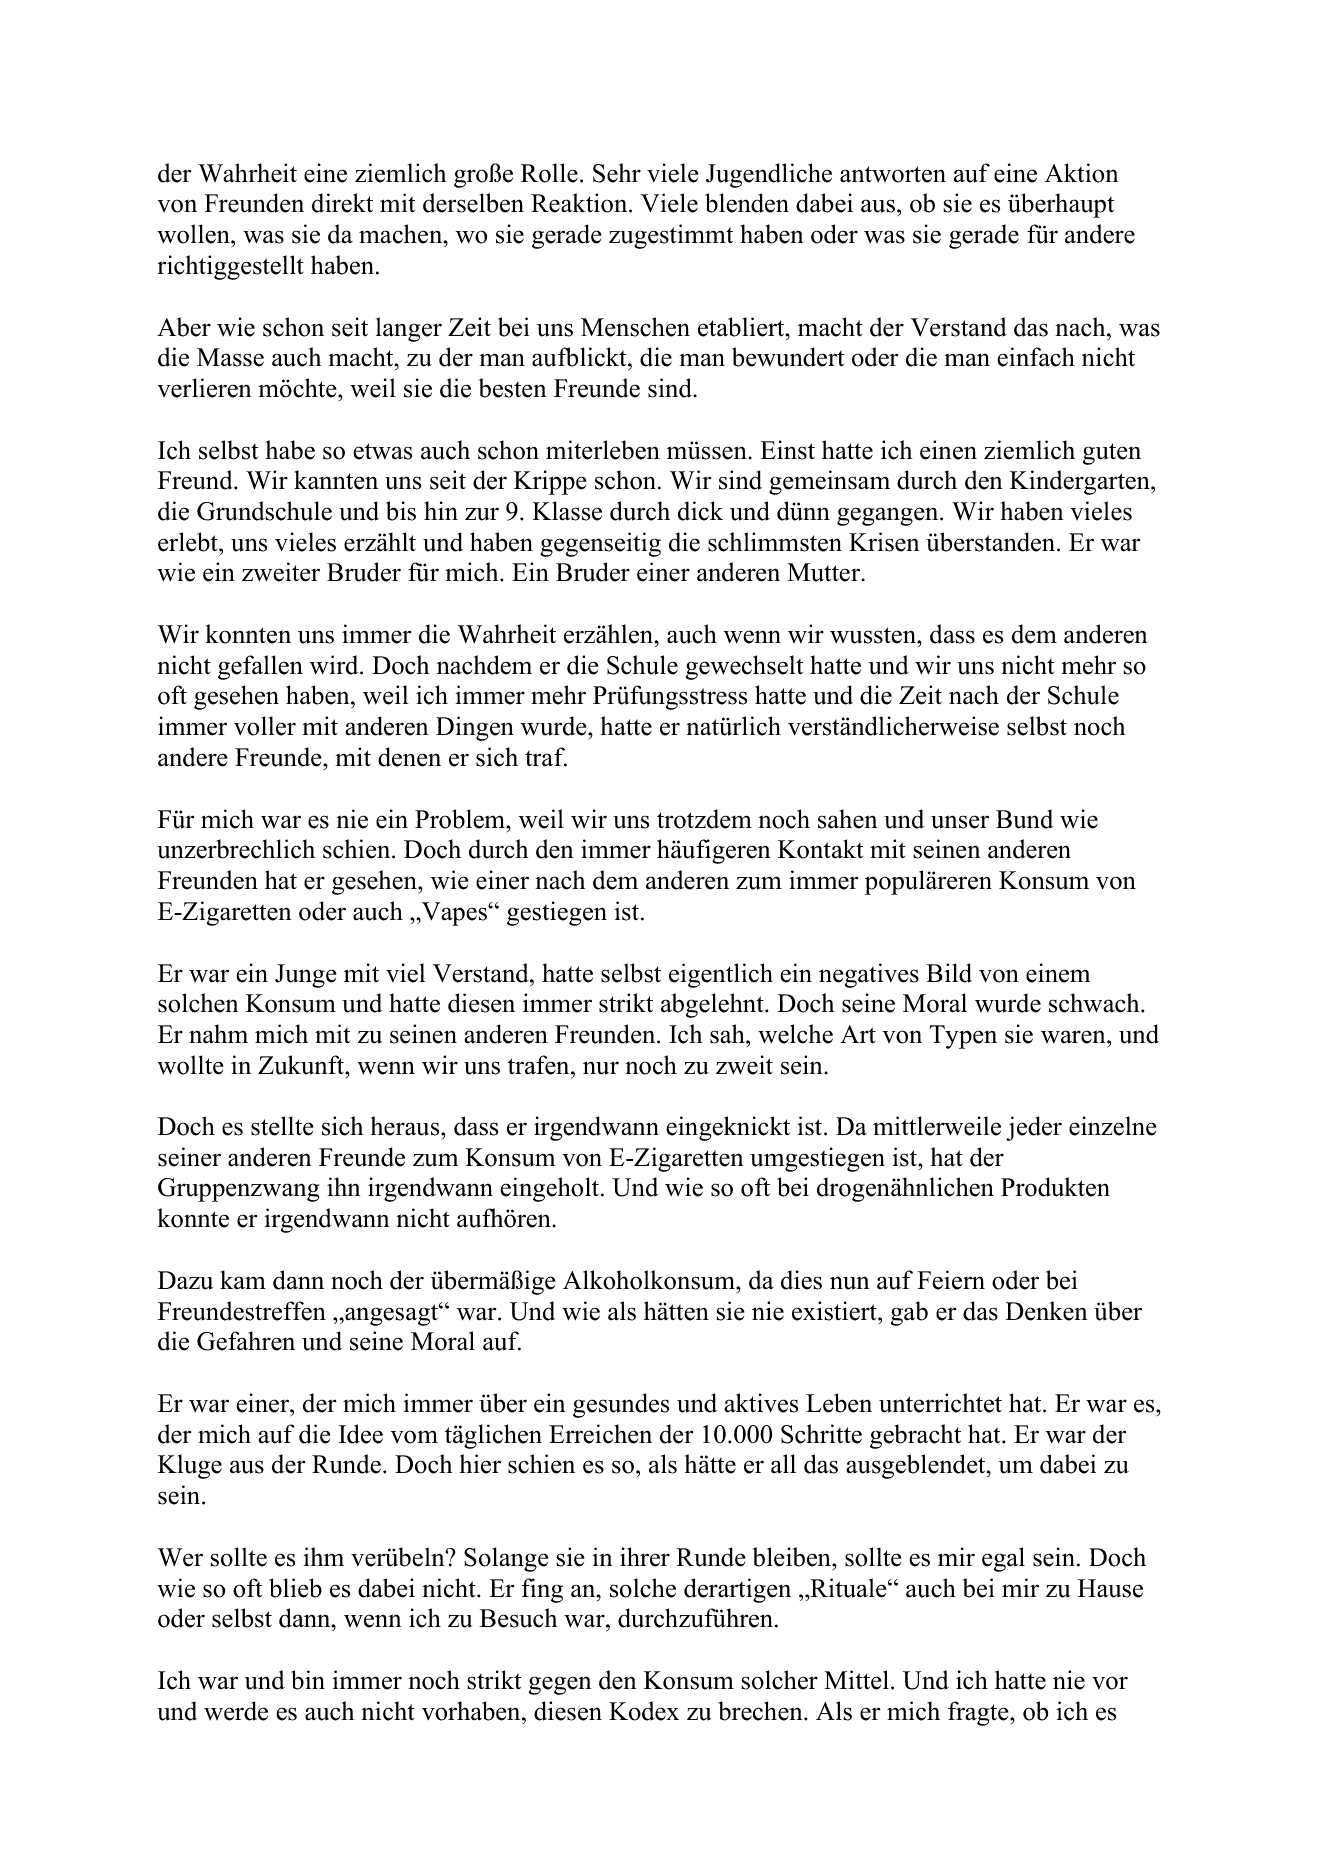 der Wahrheit eine ziemlich große Rolle. Sehr viele Jugendliche antworten auf eine Aktion
von Freunden direkt mit derselben Reaktion. Viele blenden dabei aus, ob sie es überhaupt
wollen, was sie da machen, wo sie gerade zugestimmt haben oder was sie gerade für andere
richtiggestellt haben.
Aber wie schon seit langer Zeit bei uns Menschen etabliert, macht der Verstand das nach, was
die Masse auch macht, zu der man aufblickt, die man bewundert oder die man einfach nicht
verlieren möchte, weil sie die besten Freunde sind.
Ich selbst habe so etwas auch schon miterleben müssen. Einst hatte ich einen ziemlich guten
Freund. Wir kannten uns seit der Krippe schon. Wir sind gemeinsam durch den Kindergarten,
die Grundschule und bis hin zur 9. Klasse durch dick und dünn gegangen. Wir haben vieles
erlebt, uns vieles erzählt und haben gegenseitig die schlimmsten Krisen überstanden. Er war
wie ein zweiter Bruder für mich. Ein Bruder einer anderen Mutter.
Wir konnten uns immer die Wahrheit erzählen, auch wenn wir wussten, dass es dem anderen
nicht gefallen wird. Doch nachdem er die Schule gewechselt hatte und wir uns nicht mehr so
oft gesehen haben, weil ich immer mehr Prüfungsstress hatte und die Zeit nach der Schule
immer voller mit anderen Dingen wurde, hatte er natürlich verständlicherweise selbst noch
andere Freunde, mit denen er sich traf.
Für mich war es nie ein Problem, weil wir uns trotzdem noch sahen und unser Bund wie
unzerbrechlich schien. Doch durch den immer häufigeren Kontakt mit seinen anderen
Freunden hat er gesehen, wie einer nach dem anderen zum immer populäreren Konsum von
E-Zigaretten oder auch „Vapes“ gestiegen ist.
Er war ein Junge mit viel Verstand, hatte selbst eigentlich ein negatives Bild von einem
solchen Konsum und hatte diesen immer strikt abgelehnt. Doch seine Moral wurde schwach.
Er nahm mich mit zu seinen anderen Freunden. Ich sah, welche Art von Typen sie waren, und
wollte in Zukunft, wenn wir uns trafen, nur noch zu zweit sein.
Doch es stellte sich heraus, dass er irgendwann eingeknickt ist. Da mittlerweile jeder einzelne
seiner anderen Freunde zum Konsum von E-Zigaretten umgestiegen ist, hat der
Gruppenzwang ihn irgendwann eingeholt. Und wie so oft bei drogenähnlichen Produkten
konnte er irgendwann nicht aufhören.
Dazu kam dann noch der übermäßige Alkoholkonsum, da dies nun auf Feiern oder bei
Freundestreffen „angesagt“ war. Und wie als hätten sie nie existiert, gab er das Denken über
die Gefahren und seine Moral auf.
Er war einer, der mich immer über ein gesundes und aktives Leben unterrichtet hat. Er war es,
der mich auf die Idee vom täglichen Erreichen der 10.000 Schritte gebracht hat. Er war der
Kluge aus der Runde. Doch hier schien es so, als hätte er all das ausgeblendet, um dabei zu
sein.
Wer sollte es ihm verübeln? Solange sie in ihrer Runde bleiben, sollte es mir egal sein. Doch
wie so oft blieb es dabei nicht. Er fing an, solche derartigen „Rituale“ auch bei mir zu Hause
oder selbst dann, wenn ich zu Besuch war, durchzuführen.
Ich war und bin immer noch strikt gegen den Konsum solcher Mittel. Und ich hatte nie vor
und werde es auch nicht vorhaben, diesen Kodex zu brechen. Als er mich fragte, ob ich es